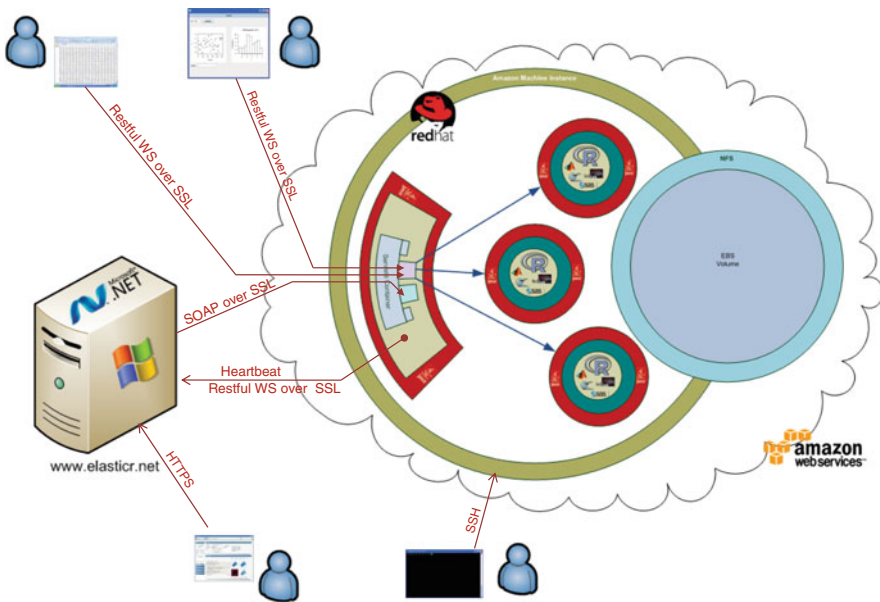 Restful WS over SSL
Restful WS over SSL
Amazon Machine Instance
redhat
NFS
EBS
Volume
R
R
R
Microsoft
.NET
SOAP over SSL
Heartbeat
Restful WS over SSL
www.elasticr.net
HTTPS
SSH
amazon
webservices